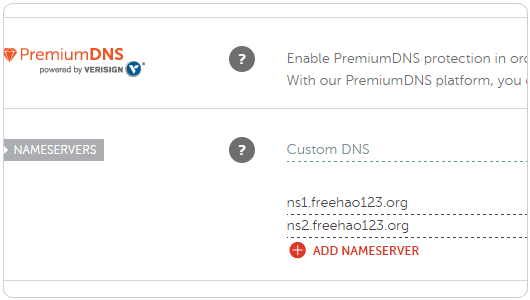 PremiumDNS
powered by VERISIGN
?
Enable PremiumDNS protection in
With our PremiumDNS platform, you
NAMESERVERS
?
Custom DNS
ns1.freehao123.org
ns2.freehao123.org
ADD NAMESERVER